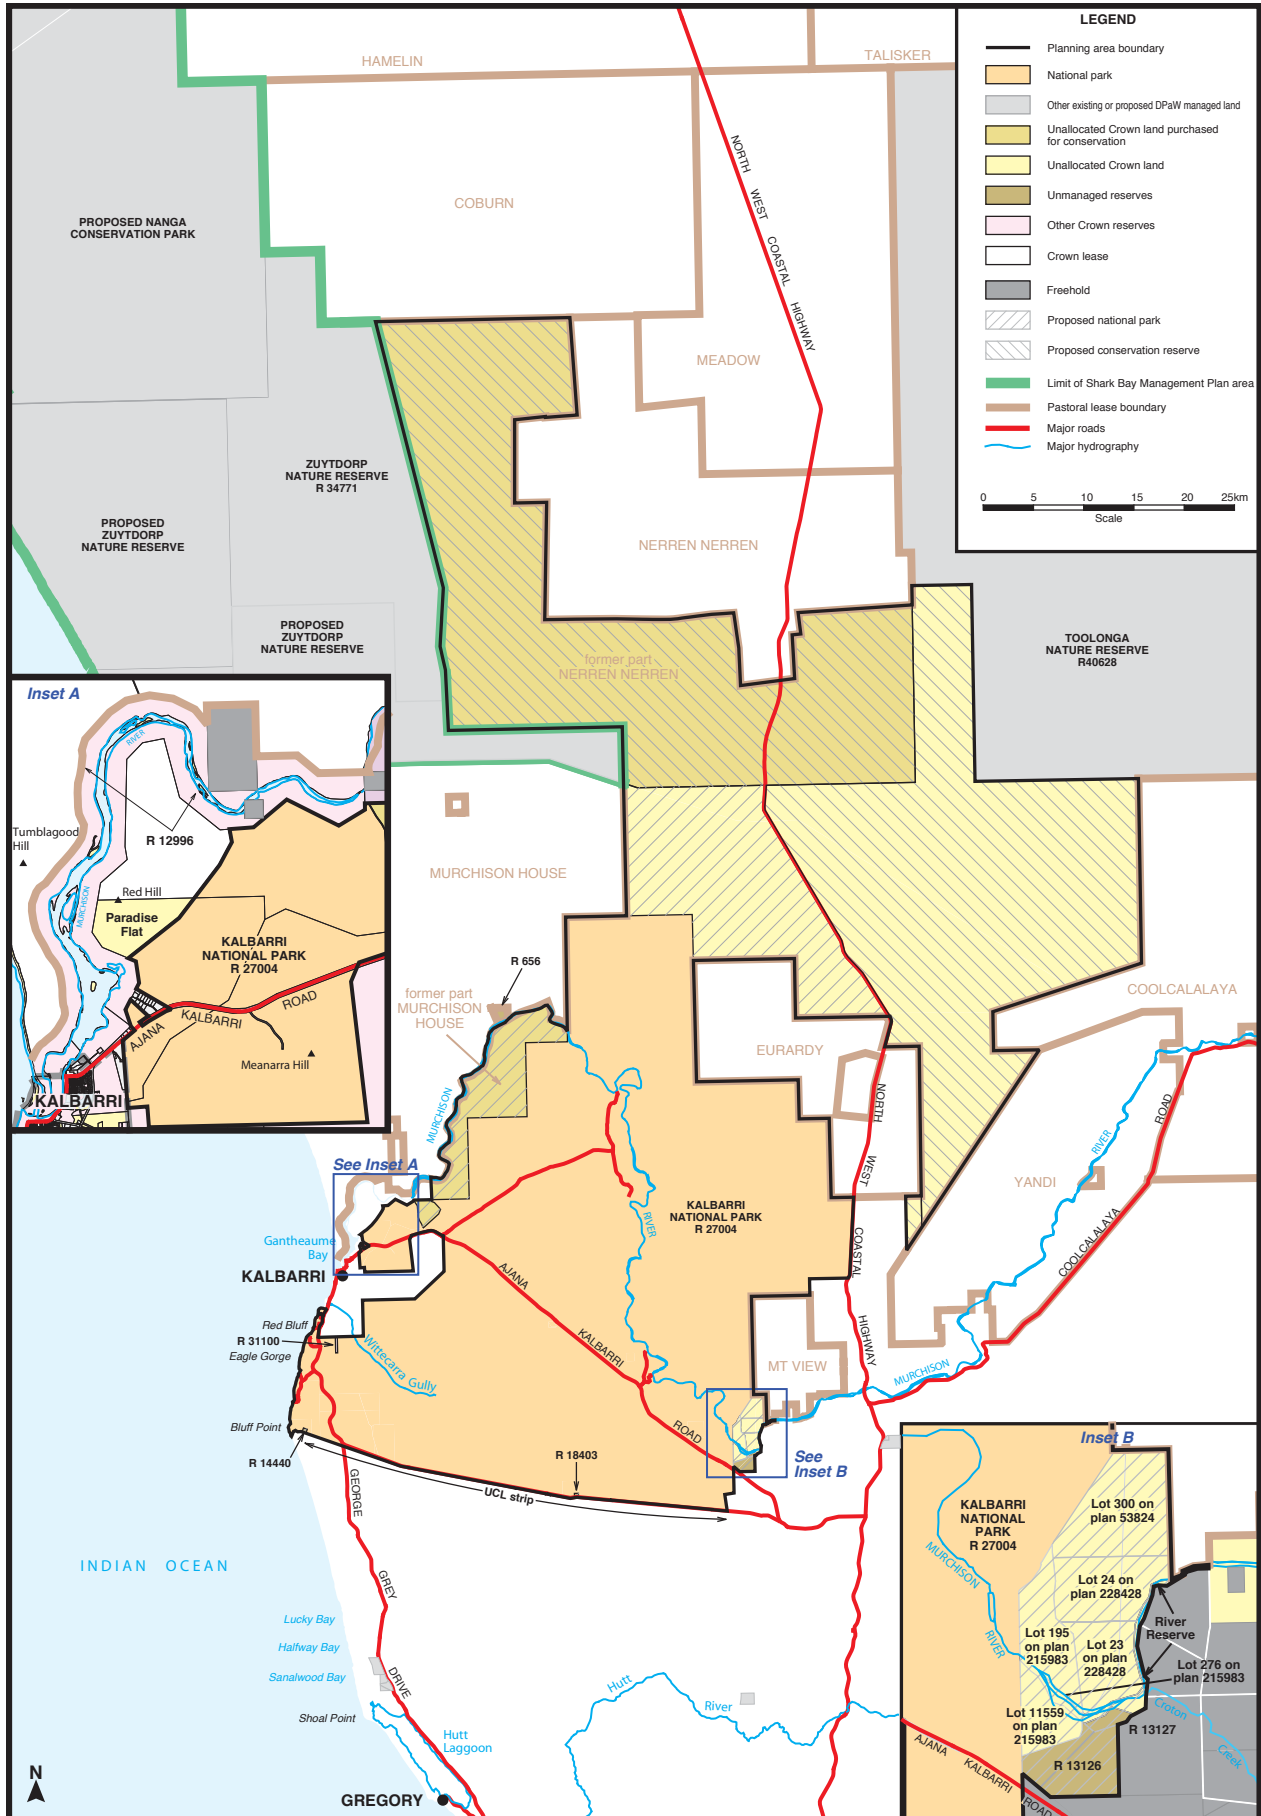 HAMELIN
TALISKER
COBURN
PROPOSED NANGA
CONSERVATION PARK
NORTH WEST COASTAL HIGHWAY
MEADOW
ZUYTDORP
NATURE RESERVE
R 34771
PROPOSED
ZUYTDORP
NATURE RESERVE
NERREN NERREN
PROPOSED
ZUYTDORP
NATURE RESERVE
former part
NERREN NERREN
TOOLONGA
NATURE RESERVE
R40628
LEGEND
Planning area boundary
National park
Other existing or proposed DPaW managed land
Unallocated Crown land purchased
for conservation
Unallocated Crown land
Unmanaged reserves
Other Crown reserves
Crown lease
Freehold
Proposed national park
Proposed conservation reserve
Limit of Shark Bay Management Plan area
Pastoral lease boundary
Major roads
Major hydrography
0 5 10 15 20 25km
Scale
Inset A
RIVER
R 12996
Tumblagood
Hill
Red Hill
MURCHISON
Paradise
Flat
KALBARRI
NATIONAL PARK
R 27004
AJANA KALBARRI ROAD
Meanarra Hill
KALBARRI
MURCHISON HOUSE
R 656
former part
MURCHISON
HOUSE
COOLCALALAYA
EURARDY
NORTH WEST COASTAL HIGHWAY
MURCHISON
RIVER
See Inset A
YANDI
RIVER
ROAD
COOLCALALAYA
KALBARRI
NATIONAL PARK
R 27004
Gantheaume
Bay
KALBARRI
AJANA KALBARRI ROAD
Red Bluff
R 31100
Eagle Gorge
Wittecarra Gully
MT VIEW
MURCHISON
Bluff Point
R 14440
R 18403
UCL strip
See
Inset B
GEORGE GREY DRIVE
INDIAN OCEAN
Lucky Bay
Halfway Bay
Sanalwood Bay
Shoal Point
Hutt
Laggoon
Hutt River
GREGORY
N
Inset B
KALBARRI
NATIONAL
PARK
R 27004
Lot 300 on
plan 53824
MURCHISON RIVER
Lot 24 on
plan 228428
River
Reserve
Lot 195
on plan
215983
Lot 23
on plan
228428
Lot 276 on
plan 215983
Lot 11559
on plan
215983
Croton Creek
R 13127
R 13126
AJANA KALBARRI ROAD